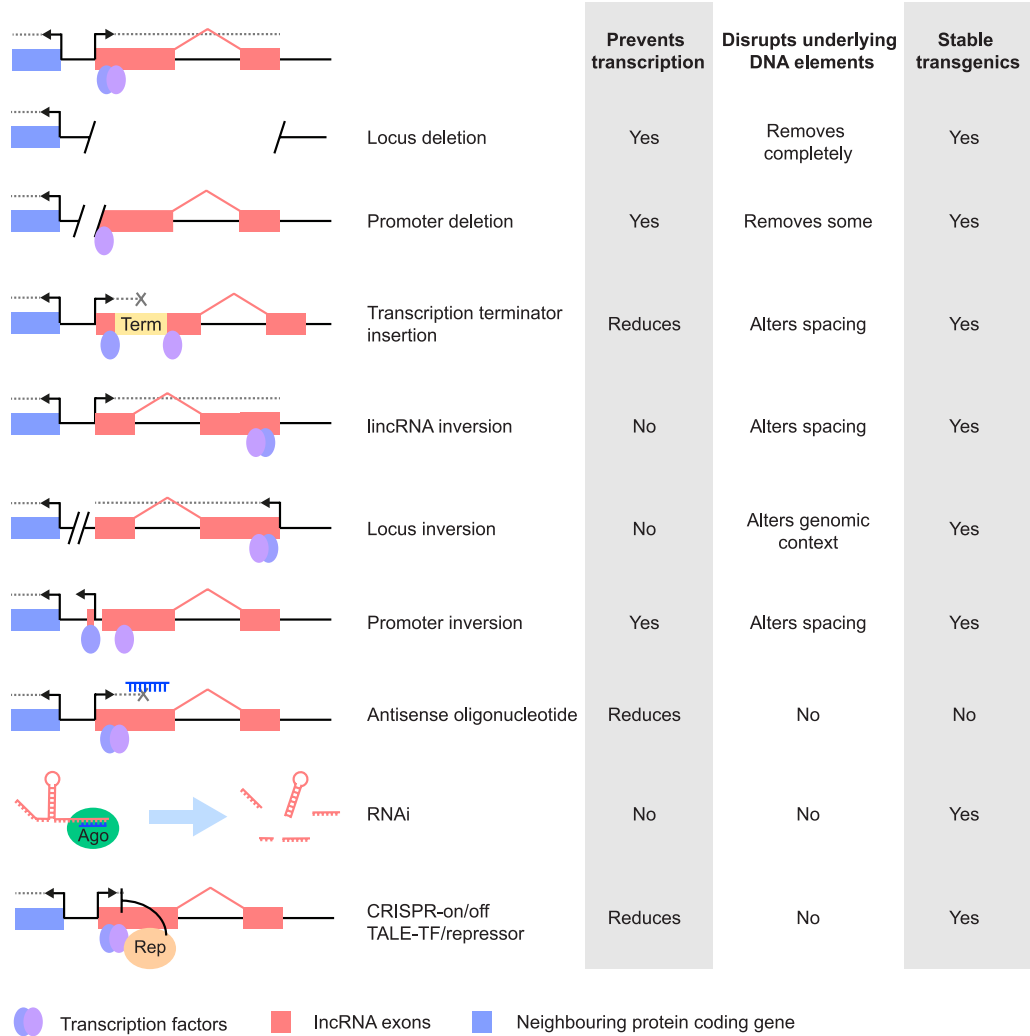 Prevents transcription
Disrupts underlying DNA elements
Stable transgenics
Locus deletion
Yes
Removes completely
Yes
Promoter deletion
Yes
Removes some
Yes
Term
Transcription terminator insertion
Reduces
Alters spacing
Yes
lincRNA inversion
No
Alters spacing
Yes
Locus inversion
No
Alters genomic context
Yes
Promoter inversion
Yes
Alters spacing
Yes
Antisense oligonucleotide
Reduces
No
No
Ago
RNAi
No
No
Yes
Rep
CRISPR-on/off
TALE-TF/repressor
Reduces
No
Yes
Transcription factors
lncRNA exons
Neighbouring protein coding gene